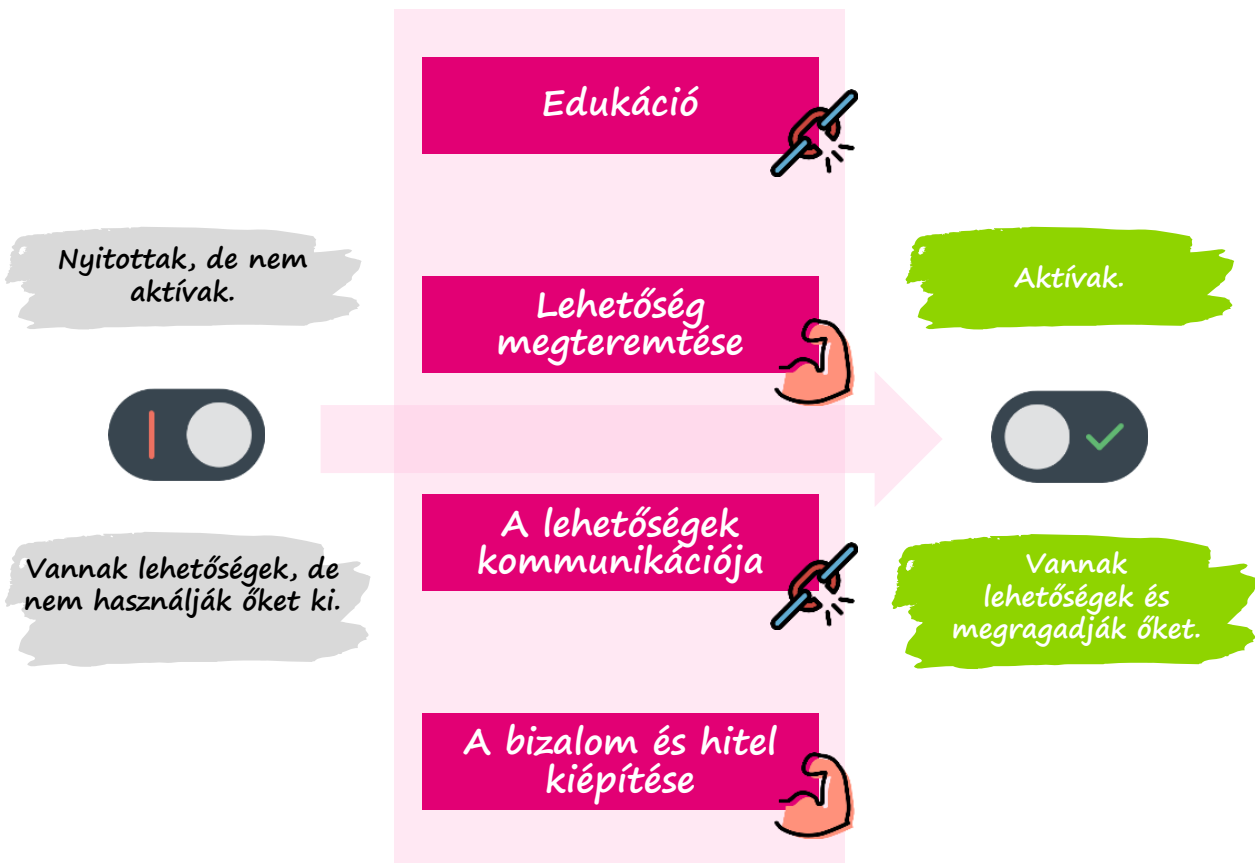 Edukáció
Nyitottak, de nem
aktívak.
Lehetőség
megteremtése
Aktívak.
A lehetőségek
kommunikációja
Vannak lehetőségek, de
nem használják őket ki.
Vannak
lehetőségek és
megragadják őket.
A bizalom és hitel
kiépítése